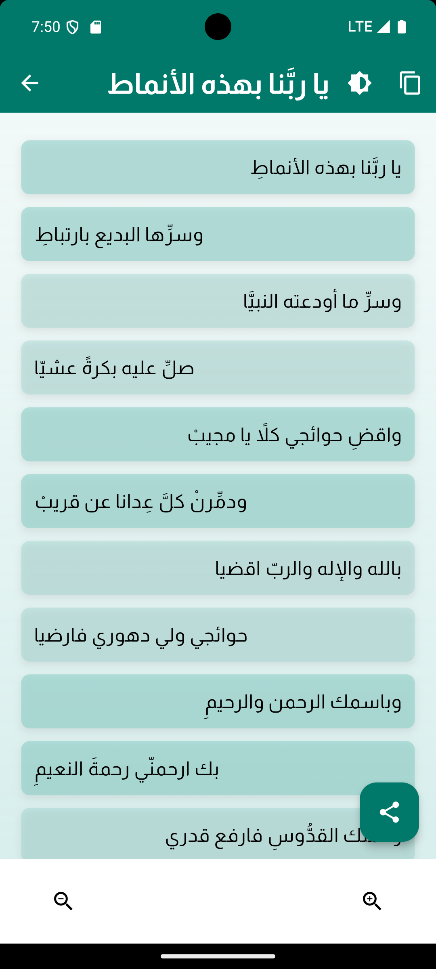 7:50 LTE
يا ربَّنا بهذه الأنماط
يا ربَّنا بهذه الأنماطِ
وسرِّها البديع بارتباطِ
وسرِّ ما أودعته النبيَّا
صلِّ عليه بكرةً عشيّا
واقضِ حوائجي كلاًّ يا مجيبْ
ودمِّرنْ كلَّ عِدانا عن قريبْ
بالله والإله والربّ اقضيا
حوائجي ولي دهوري فارضيا
وباسمك الرحمن والرحيمِ
بك ارحمنّي رحمةَ النعيمِ
القدُّوسِ فارفع قدري